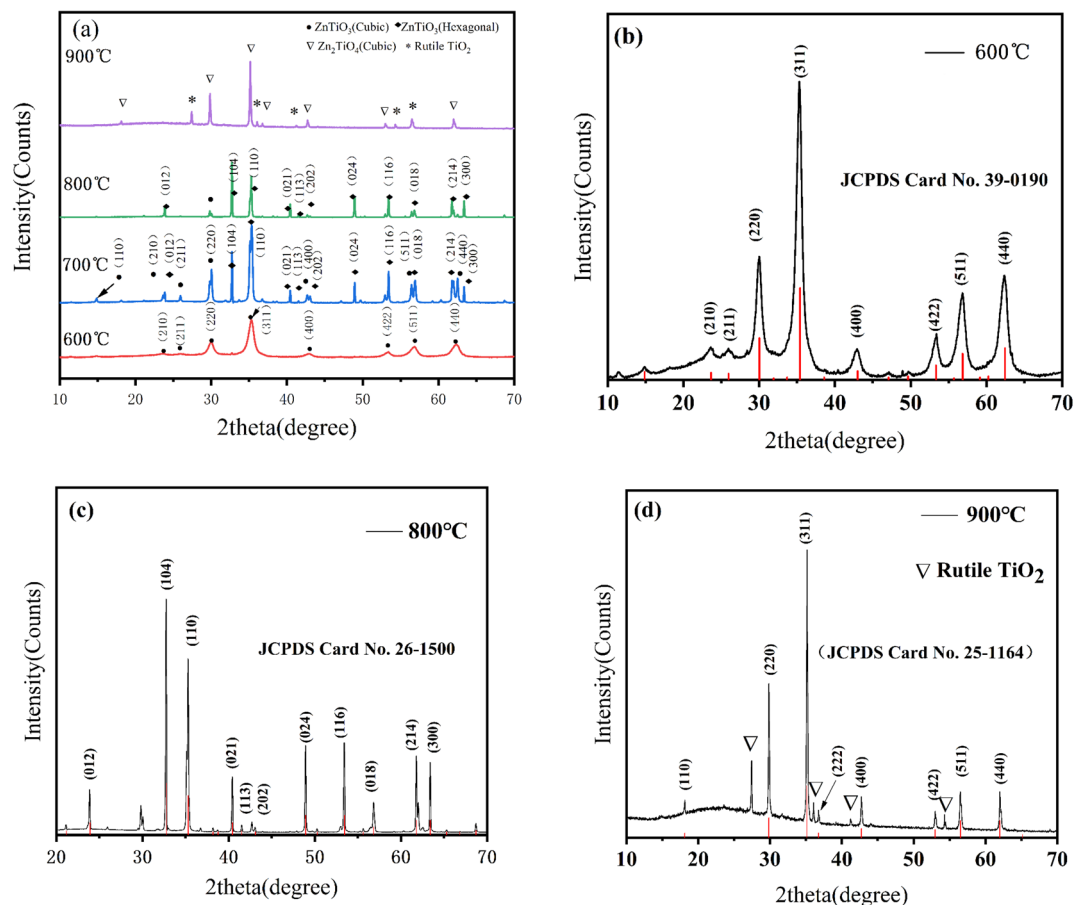 (a)
● ZnTiO₃(Cubic) ◆ ZnTiO₃(Hexagonal)
▽ Zn₂TiO₄(Cubic) * Rutile TiO₂
900℃
800℃
(012) (104) (110) (021) (113) (202) (024) (116) (018) (214) (300)
700℃
(110) (210) (012) (211) (220) (104) (110) (021) (113) (400) (202) (024) (116) (511) (018) (214) (440) (300)
600℃
(210) (211) (220) (311) (400) (422) (511) (440)
10 20 30 40 50 60 70
2theta(degree)
Intensity(Counts)
(b)
600℃
JCPDS Card No. 39-0190
(210) (211) (220) (311) (400) (422) (511) (440)
10 20 30 40 50 60 70
2theta(degree)
Intensity(Counts)
(c)
800°C
JCPDS Card No. 26-1500
(012) (104) (110) (021) (113) (202) (024) (116) (018) (214) (300)
20 30 40 50 60 70
2theta(degree)
Intensity(Counts)
(d)
900°C
▽ Rutile TiO₂
(JCPDS Card No. 25-1164)
(110) (220) (311) (222) (400) (422) (511) (440)
10 20 30 40 50 60 70
2theta(degree)
Intensity(Counts)